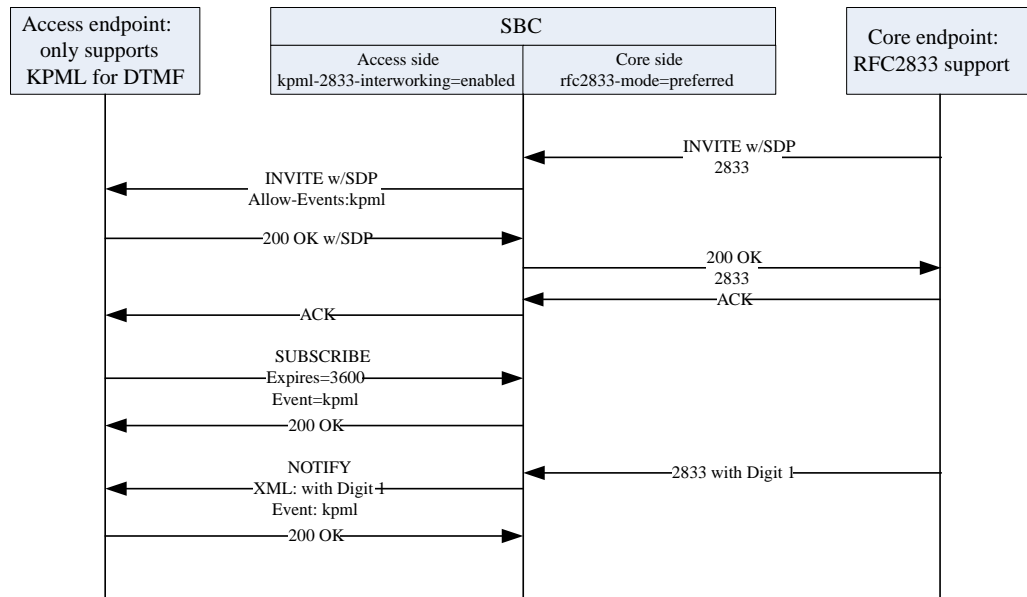 Access endpoint:
only supports
KPML for DTMF
SBC
Access side
kpml-2833-interworking=enabled
Core side
rfc2833-mode=preferred
Core endpoint:
RFC2833 support
INVITE w/SDP
2833
INVITE w/SDP
Allow-Events:kpml
200 OK w/SDP
200 OK
2833
ACK
ACK
SUBSCRIBE
Expires=3600
Event=kpml
200 OK
2833 with Digit 1
NOTIFY
XML: with Digit 1
Event: kpml
200 OK